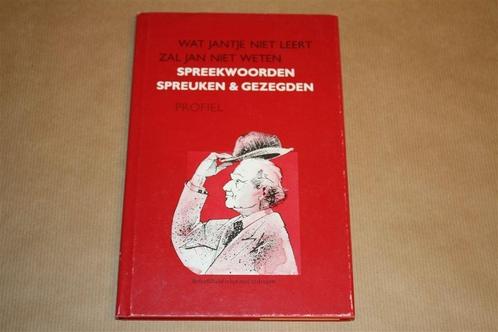 WAT JANTJE NIET LEERT
ZAL JAN NIET WETEN
SPREEKWOORDEN
SPREUKEN & GEZEGDEN
PROFIEL